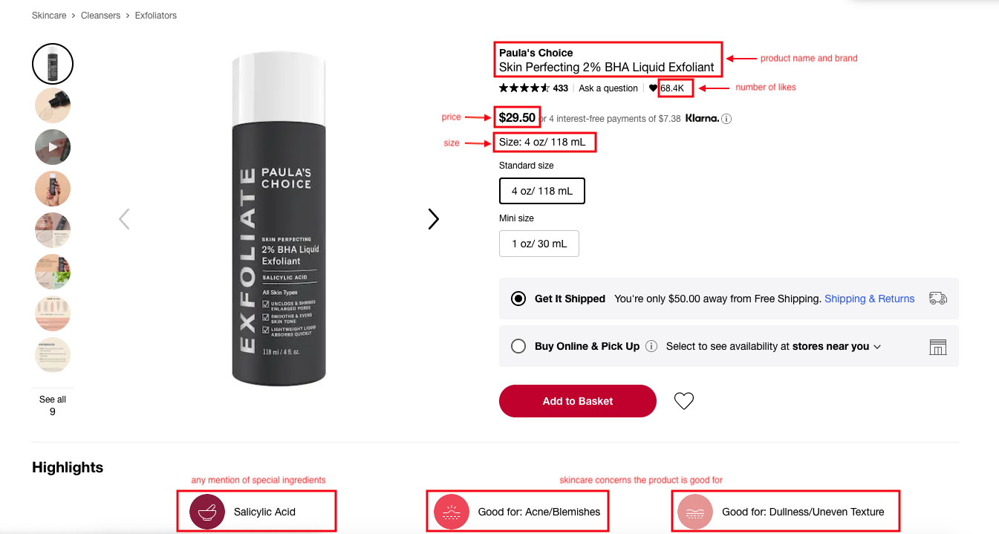 Skincare > Cleansers > Exfoliators
Paula's Choice
Skin Perfecting 2% BHA Liquid Exfoliant
product name and brand
433 Ask a question 68.4K
number of likes
price
$29.50 or 4 interest-free payments of $7.38 Klarna.
size
Size: 4 oz/ 118 mL
Standard size
4 oz/ 118 mL
Mini size
1 oz/ 30 mL
EXFOLIATE
PAULA'S
CHOICE
SKIN PERFECTING
2% BHA Liquid
Exfoliant
SALICYLIC ACID
All Skin Types
UNCLOGS & SHRINKS
ENLARGED PORES
SMOOTHS & EVENS
SKIN TONE
LIGHTWEIGHT LIQUID
ABSORBS QUICKLY
118 ml / 4 fl. oz.
Get It Shipped You're only $50.00 away from Free Shipping. Shipping & Returns
Buy Online & Pick Up Select to see availability at stores near you
See all
9
Add to Basket
Highlights
any mention of special ingredients
skincare concerns the product is good for
Salicylic Acid
Good for: Acne/Blemishes
Good for: Dullness/Uneven Texture